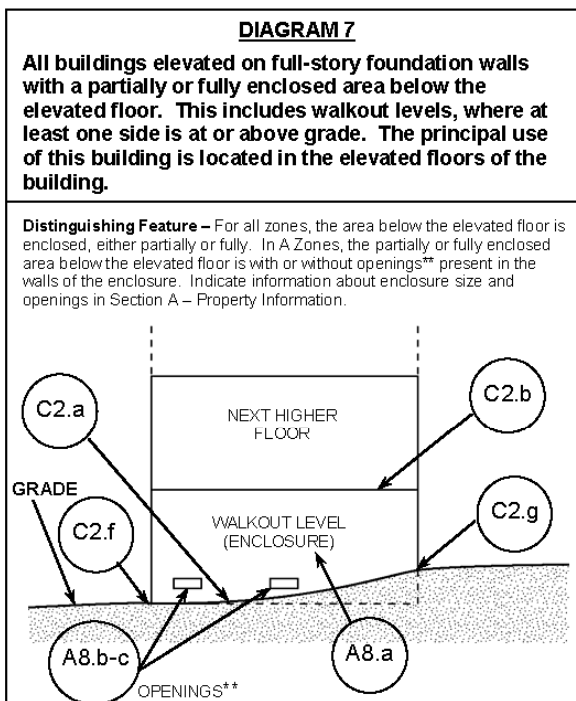 DIAGRAM 7
All buildings elevated on full-story foundation walls
with a partially or fully enclosed area below the
elevated floor.  This includes walkout levels, where at
least one side is at or above grade.  The principal use
of this building is located in the elevated floors of the
building.
Distinguishing Feature – For all zones, the area below the elevated floor is
enclosed, either partially or fully.  In A Zones, the partially or fully enclosed
area below the elevated floor is with or without openings** present in the
walls of the enclosure.  Indicate information about enclosure size and
openings in Section A – Property Information.
C2.a
NEXT HIGHER
FLOOR
C2.b
GRADE
C2.f
WALKOUT LEVEL
(ENCLOSURE)
C2.g
A8.b-c
A8.a
OPENINGS**